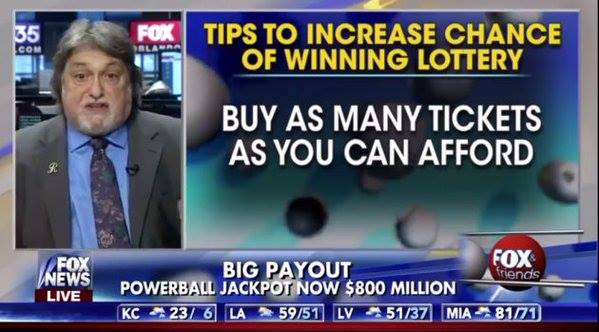 35
.COM
FOX
ORLANDO
TIPS TO INCREASE CHANCE
OF WINNING LOTTERY
BUY AS MANY TICKETS
AS YOU CAN AFFORD
R
FOX
NEWS
LIVE
BIG PAYOUT
POWERBALL JACKPOT NOW $800 MILLION
FOX&
friends
KC 23/ 6 LA 59/51 LV 51/37 MIA 81/71